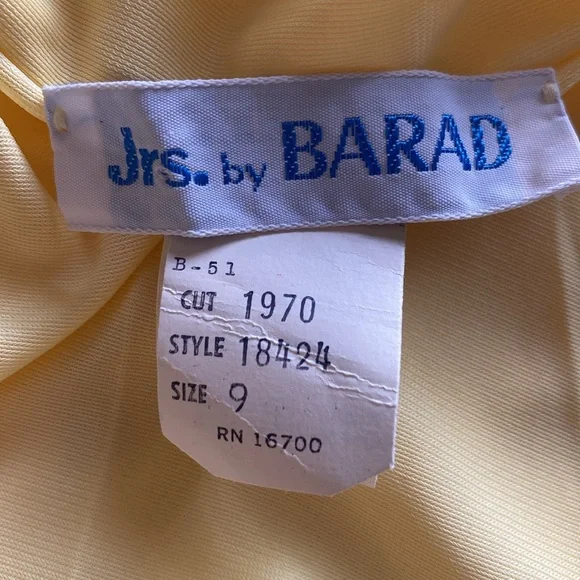 Jrs. by BARAD
B-51
CUT 1970
STYLE 18424
SIZE 9
RN 16700